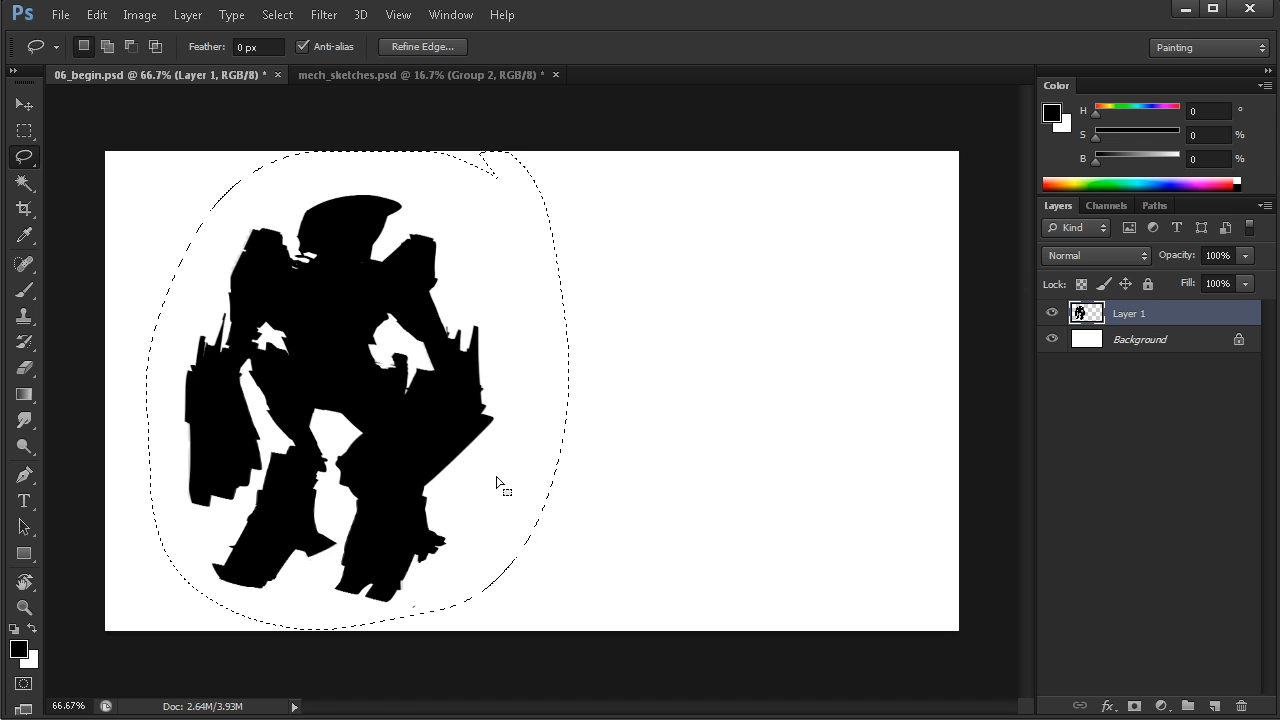 Ps File Edit Image Layer Type Select Filter 3D View Window Help
Feather: 0 px Anti-alias Refine Edge... Painting
06_begin.psd @ 66.7% (Layer 1, RGB/8) * × mech_sketches.psd @ 16.7% (Group 2, RGB/8) * ×
Color
H 0 °
S 0 %
B 0 %
Layers Channels Paths
Kind
Normal Opacity: 100%
Lock: Fill: 100%
Layer 1
Background
66.67% Doc: 2.64M/3.93M